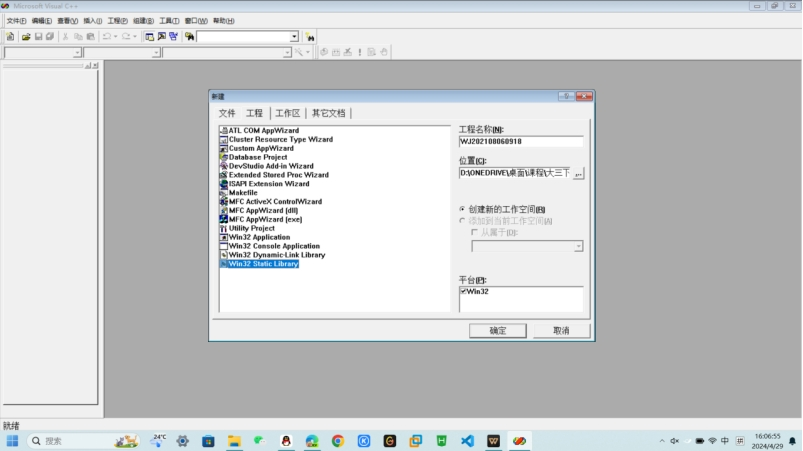 Microsoft Visual C++
文件(F) 编辑(E) 查看(V) 插入(I) 工程(P) 组建(B) 工具(T) 窗口(W) 帮助(H)
新建
文件 工程 工作区 其它文档
ATL COM AppWizard
Cluster Resource Type Wizard
Custom AppWizard
Database Project
DevStudio Add-in Wizard
Extended Stored Proc Wizard
ISAPI Extension Wizard
Makefile
MFC ActiveX ControlWizard
MFC AppWizard (dll)
MFC AppWizard (exe)
Utility Project
Win32 Application
Win32 Console Application
Win32 Dynamic-Link Library
Win32 Static Library
工程名称(N):
WJ202108060918
位置(C):
D:\ONEDRIVE\桌面\课程\大三下
创建新的工作空间(R)
添加到当前工作空间(A)
从属于(D):
平台(P):
Win32
确定 取消
就绪
搜索
24°C
中 拼
16:06:55
2024/4/29